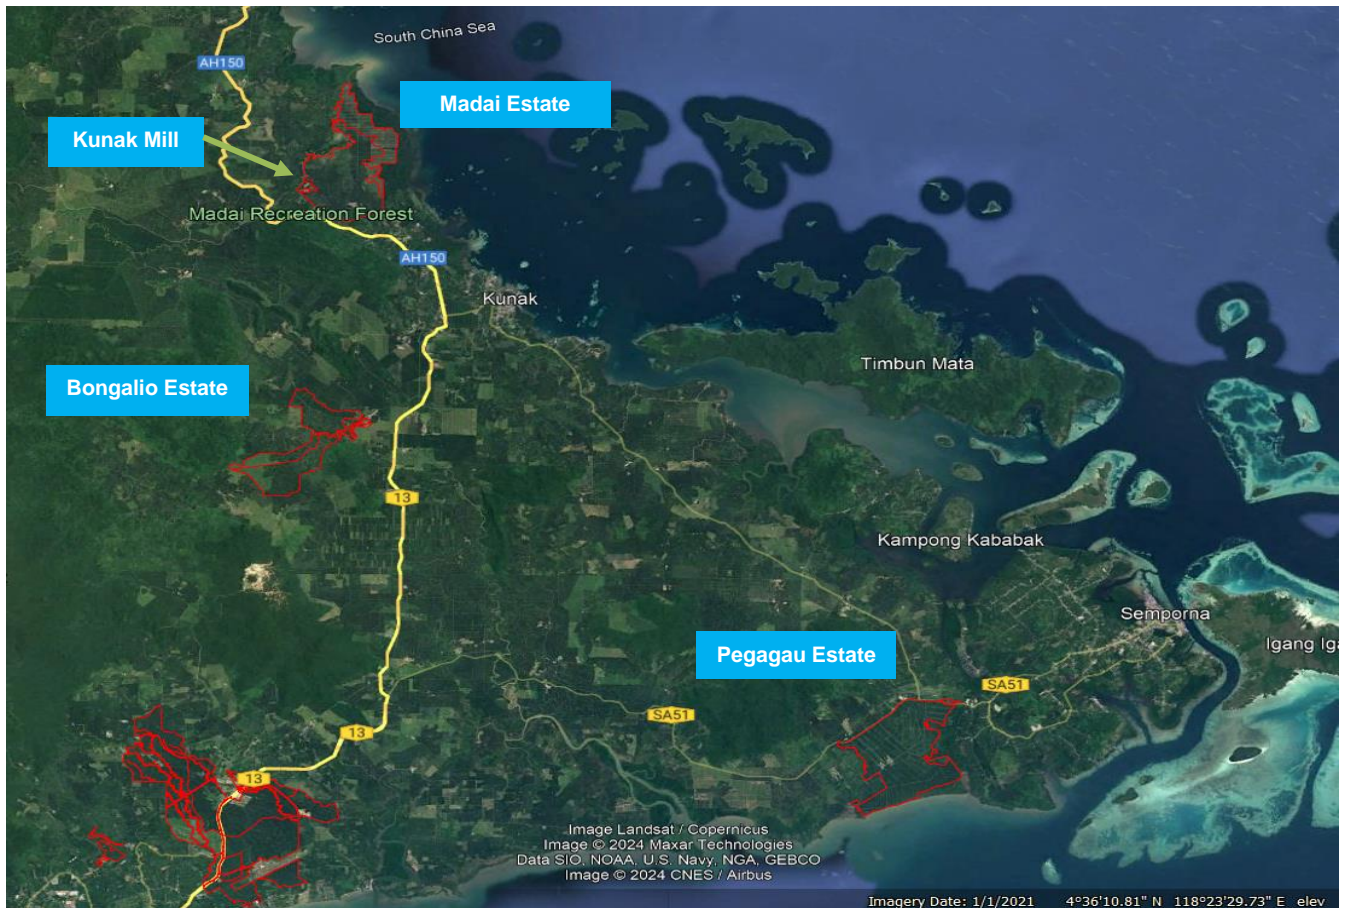 South China Sea
AH150
Madai Estate
Kunak Mill
Madai Recreation Forest
AH150
Kunak
Timbun Mata
Bongalio Estate
13
Kampong Kababak
Semporna
Igang Iga
Pegagau Estate
SA51
SA51
13
13
Image Landsat / Copernicus
Image © 2024 Maxar Technologies
Data SIO, NOAA, U.S. Navy, NGA, GEBCO
Image © 2024 CNES / Airbus
Imagery Date: 1/1/2021 4°36'10.81" N 118°23'29.73" E elev